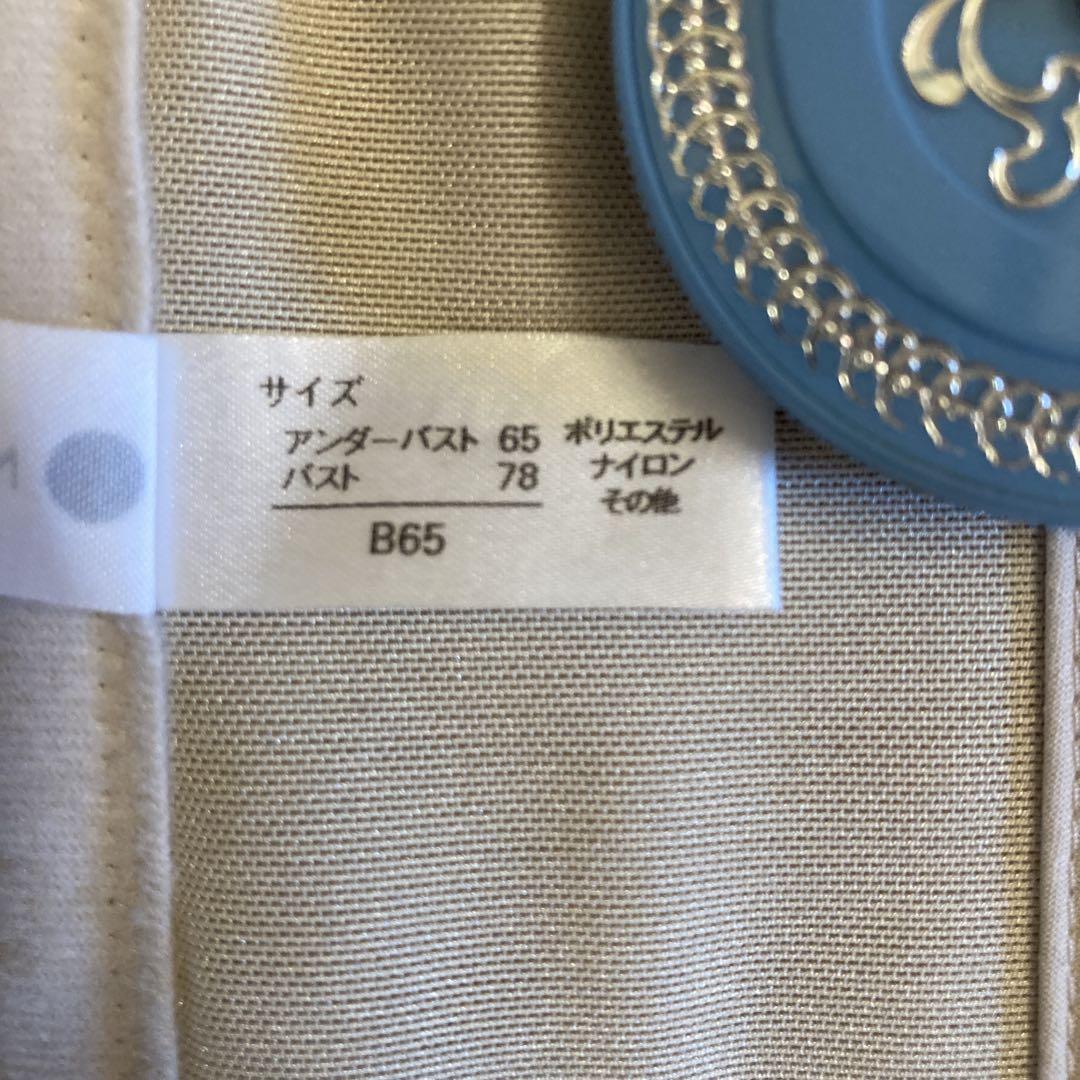 サイズ
アンダーバスト 65
バスト 78
B65
ポリエステル
ナイロン
その他